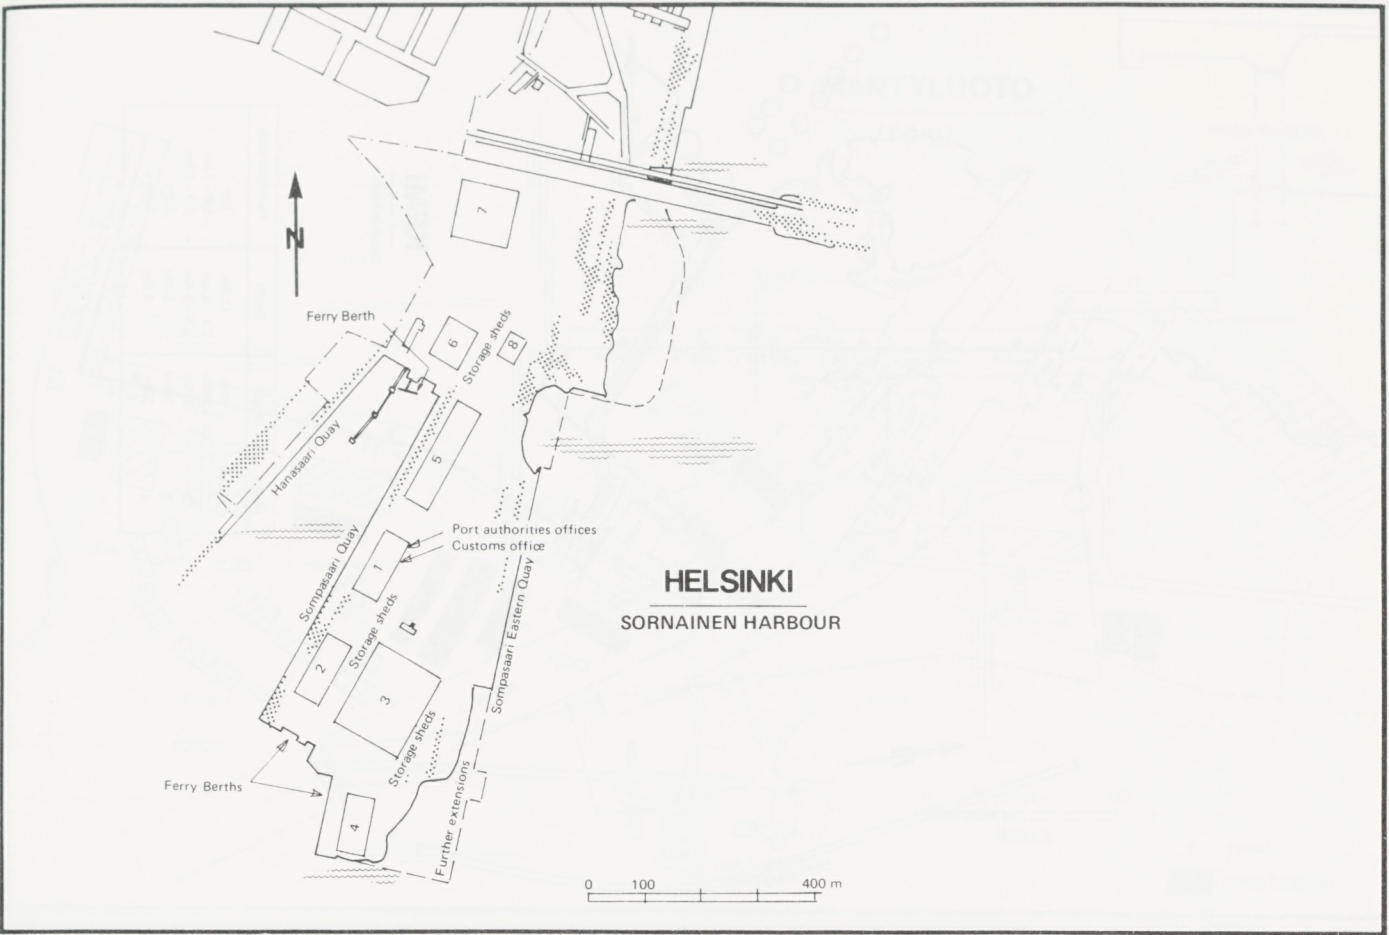 7
N
Ferry Berth
6
Storage sheds
8
Hanasaari Quay
5
Port authorities offices
Customs office
1
Sompasaari Quay
Storage sheds
Sompasaari Eastern Quay
HELSINKI
SORNAINEN HARBOUR
2
3
Storage sheds
Ferry Berths
4
Further extensions
0 100 400 m